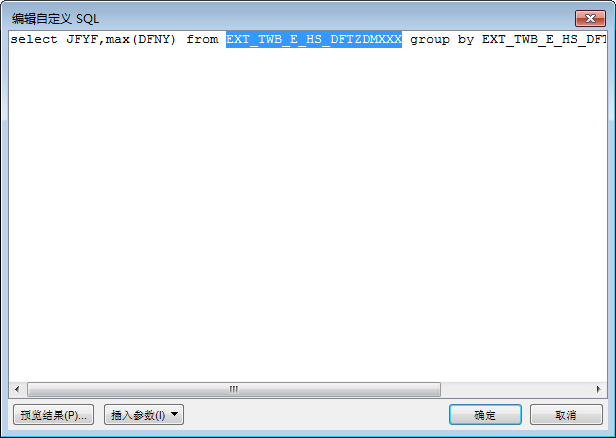 编辑自定义 SQL
select JFYF,max(DFNY) from EXT_TWB_E_HS_DFTZDMXXX group by EXT_TWB_E_HS_DFT
预览结果(P)...
插入参数(I)
确定
取消